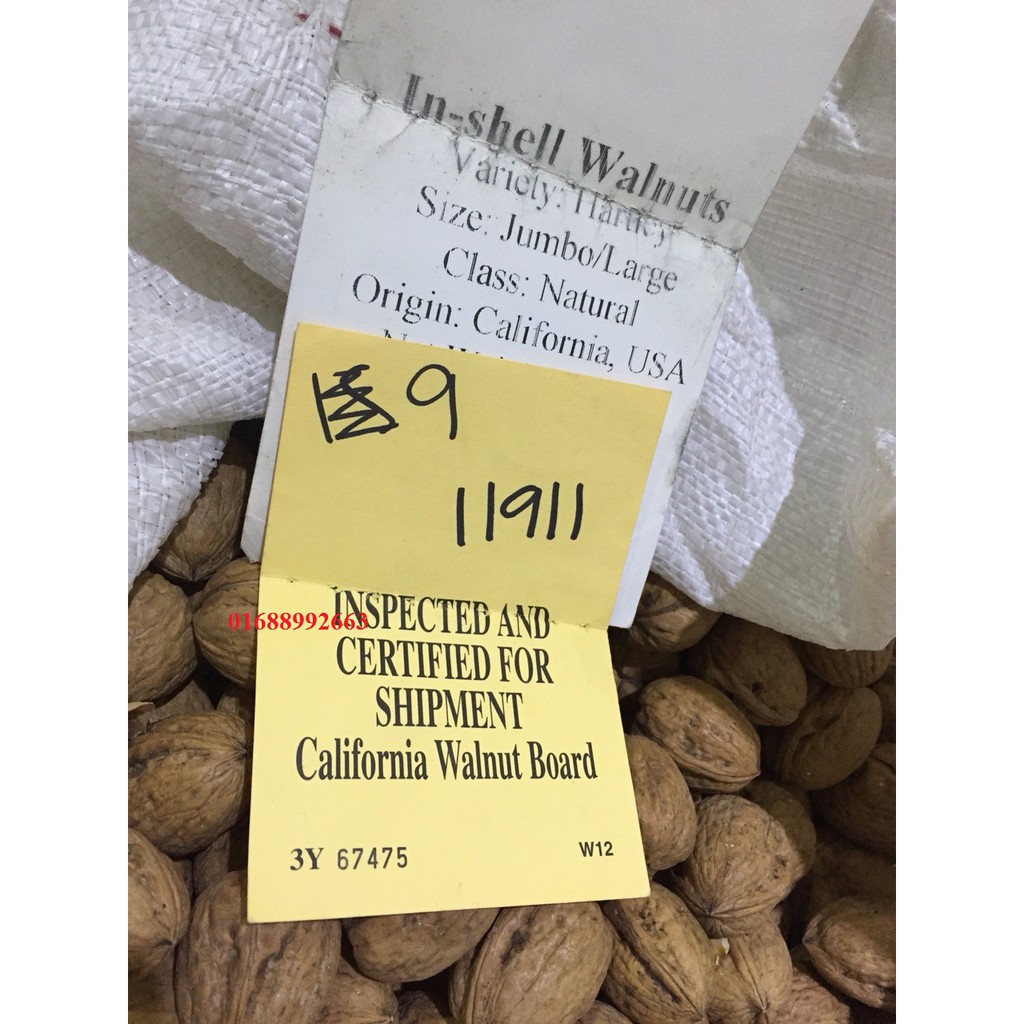 In-shell Walnuts
Variety: Hartley
Size: Jumbo/Large
Class: Natural
Origin: California, USA
9
11911
INSPECTED AND
01688992663
CERTIFIED FOR
SHIPMENT
California Walnut Board
3Y 67475
W12